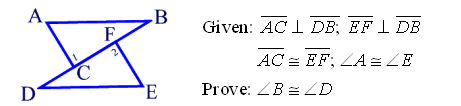 A B
F
1 2
C
D E
Given: AC ⊥ DB; EF ⊥ DB
AC ≅ EF; ∠A ≅ ∠E
Prove: ∠B ≅ ∠D